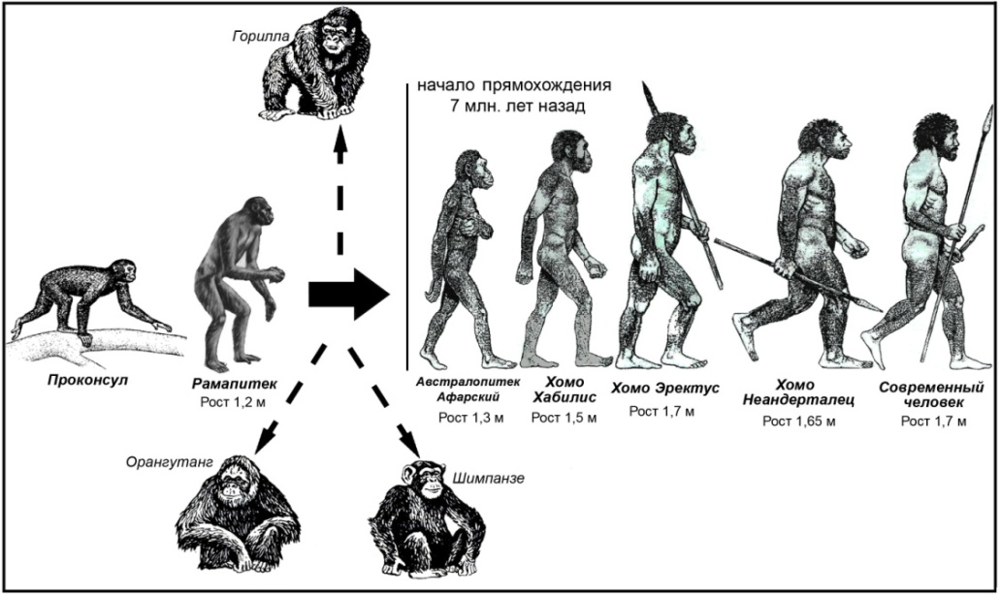 Горилла
начало прямохождения
7 млн. лет назад
Проконсул
Рамапитек
Рост 1,2 м
Австралопитек
Афарский
Рост 1,3 м
Хомо
Хабилис
Рост 1,5 м
Хомо Эректус
Рост 1,7 м
Хомо
Неандерталец
Рост 1,65 м
Современный
человек
Рост 1,7 м
Орангутанг
Шимпанзе